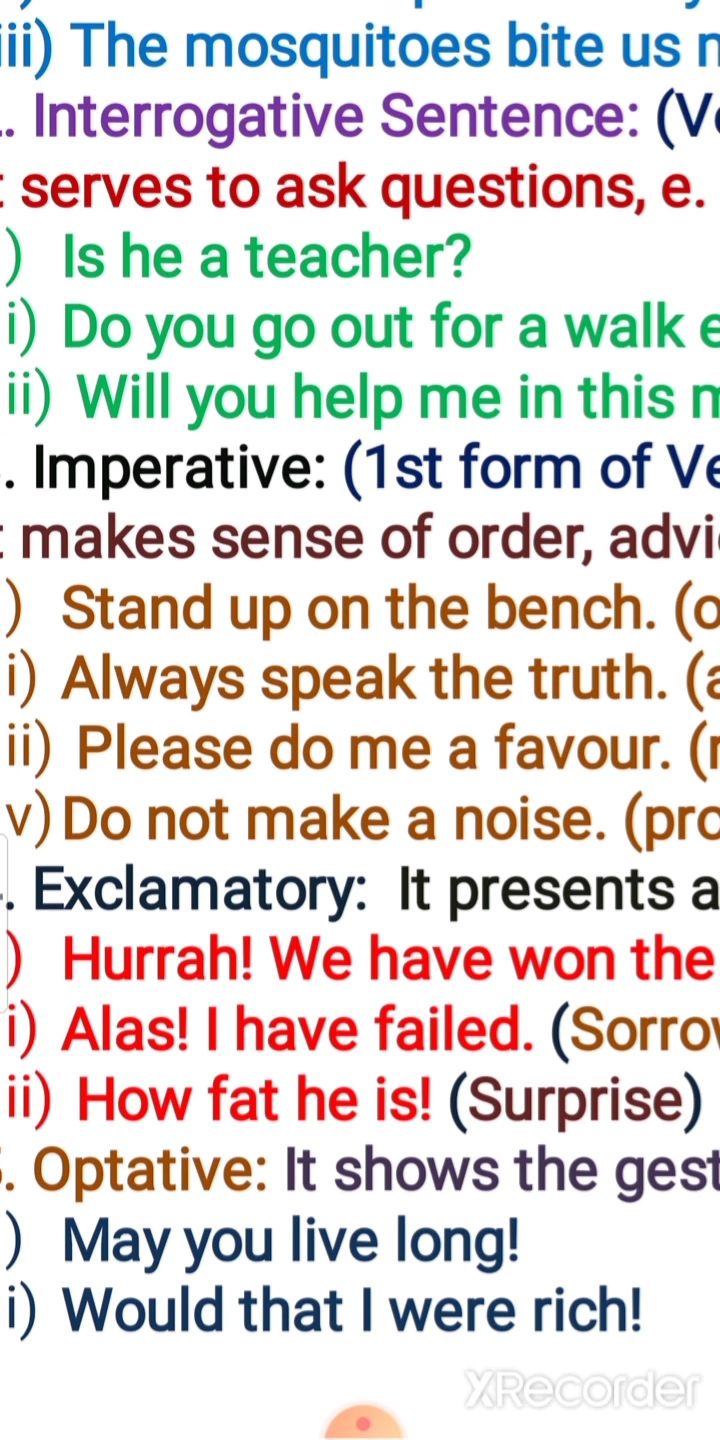 iii) The mosquitoes bite us
. Interrogative Sentence:
serves to ask questions, e.
) Is he a teacher?
i) Do you go out for a walk
ii) Will you help me in this
. Imperative: (1st form of
makes sense of order,
) Stand up on the bench.
i) Always speak the truth.
ii) Please do me a favour.
v) Do not make a noise.
. Exclamatory: It presents a
) Hurrah! We have won the
i) Alas! I have failed.
ii) How fat he is! (Surprise)
. Optative: It shows the
) May you live long!
i) Would that I were rich!
XRecorder